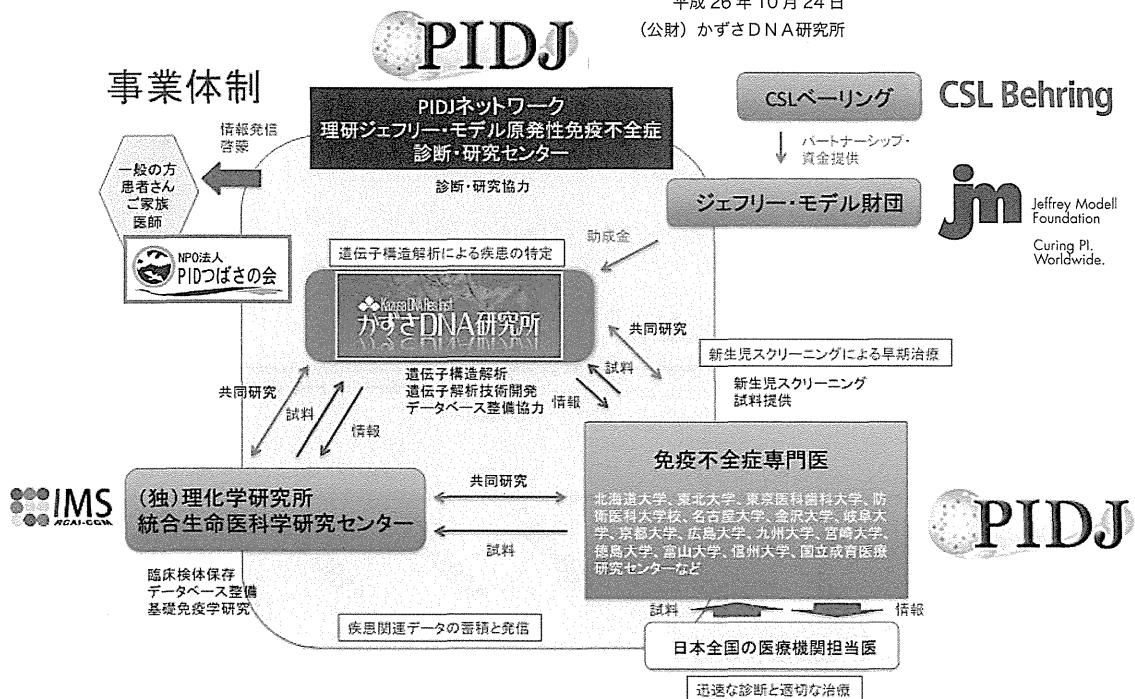 平成26年10月24日
(公財)かずさDNA研究所
PIDJ
事業体制
PIDJネットワーク
理研ジェフリー・モデル原発性免疫不全症
診断・研究センター
診断・研究協力
CSLベーリング
CSL Behring
パートナーシップ・
資金提供
ジェフリー・モデル財団
jm
Jeffrey Modell
Foundation
Curing PI.
Worldwide.
情報発信
啓蒙
一般の方
患者さん
ご家族
医師
NPO法人
PIDつばさの会
助成金
遺伝子構造解析による疾患の特定
Kazusa DNA Res.Inst.
かずさDNA研究所
遺伝子構造解析
遺伝子解析技術開発
データベース整備協力
共同研究
試料
情報
新生児スクリーニングによる早期治療
新生児スクリーニング
試料提供
共同研究
試料
情報
免疫不全症専門医
北海道大学、東北大学、東京医科歯科大学、防
衛医科大学校、名古屋大学、金沢大学、岐阜大
学、京都大学、広島大学、九州大学、宮崎大学、
徳島大学、富山大学、信州大学、国立成育医療
研究センターなど
IMS
RCAI-COM
(独)理化学研究所
統合生命医科学研究センター
共同研究
試料
PIDJ
臨床検体保存
データベース整備
基礎免疫学研究
疾患関連データの蓄積と発信
試料
情報
日本全国の医療機関担当医
迅速な診断と適切な治療